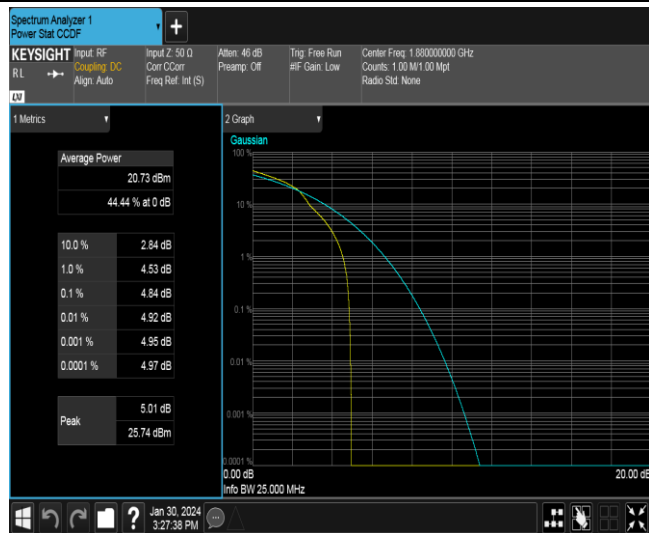 Spectrum Analyzer 1
Power Stat CCDF
KEYSIGHT
RL
Input: RF
Coupling: DC
Align: Auto
Input Z: 50 Ω
Corr CCorr
Freq Ref: Int (S)
Atten: 46 dB
Preamp: Off
Trig: Free Run
#IF Gain: Low
Center Freq: 1.880000000 GHz
Counts: 1.00 M/1.00 Mpt
Radio Std: None
1 Metrics
Average Power
20.73 dBm
44.44 % at 0 dB
10.0 % 2.84 dB
1.0 % 4.53 dB
0.1 % 4.84 dB
0.01 % 4.92 dB
0.001 % 4.95 dB
0.0001 % 4.97 dB
Peak
5.01 dB
25.74 dBm
2 Graph
Gaussian
100 %
10 %
1 %
0.1 %
0.01 %
0.001 %
0.0001 %
0.00 dB 20.00 dB
Info BW 25.000 MHz
Jan 30, 2024
3:27:38 PM